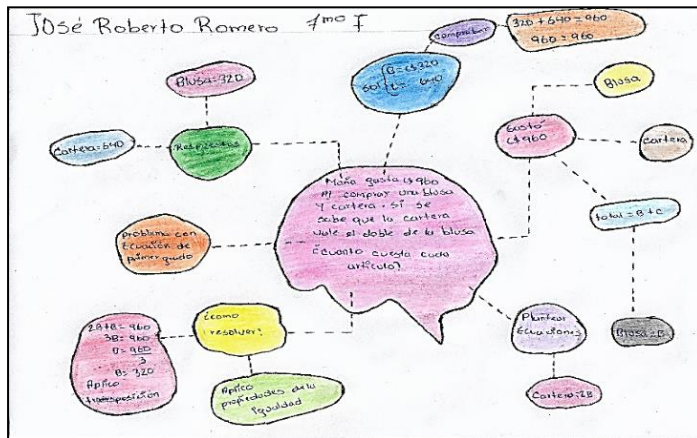 José Roberto Romero 7mo F
comprobar
320 + 640 = 960
960 = 960
Sol
B = C$320
640
Blusa = 320
Cartera = 640
Respuestas
Gastó
C$960
Blusa
Cartera
total = B + C
Blusa = B
María gasta C$960
Al comprar una blusa
y cartera. si se
sabe que la cartera
vale el doble de la blusa
¿cuanto cuesta cada
artículo?
problema con
Ecuación de
primer grado
¿como
resolver?
2B+B = 960
3B = 960
B = 960
3
B = 320
Aplico
transposición
Aplico
propiedades de la
igualdad
Plantear
Ecuaciones
Cartera = 2B